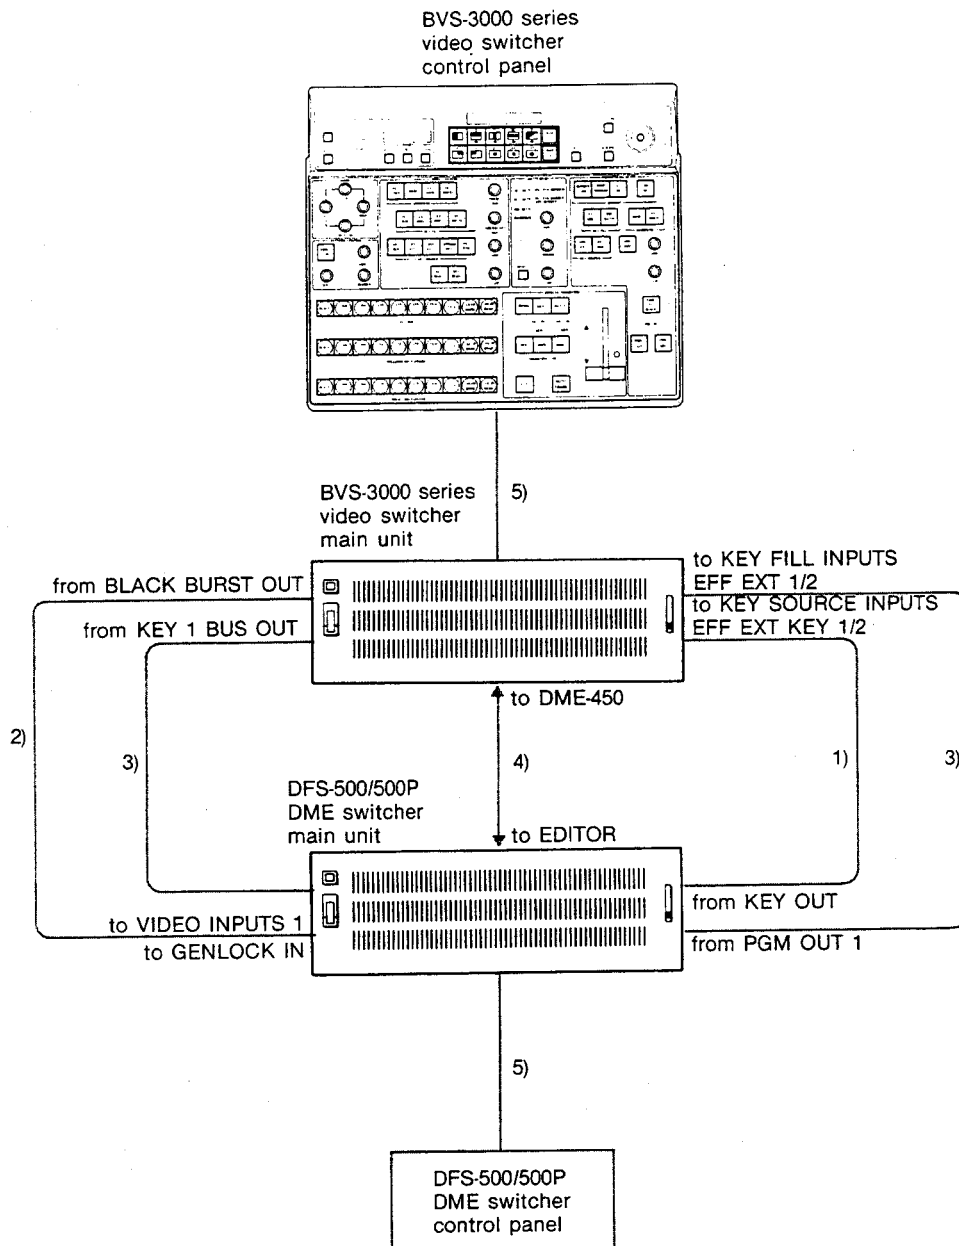 BVS-3000 series
video switcher
control panel
5)
BVS-3000 series
video switcher
main unit
from BLACK BURST OUT
from KEY 1 BUS OUT
to KEY FILL INPUTS
EFF EXT 1/2
to KEY SOURCE INPUTS
EFF EXT KEY 1/2
to DME-450
2)
3)
4)
1)
3)
DFS-500/500P
DME switcher
main unit
to EDITOR
to VIDEO INPUTS 1
to GENLOCK IN
from KEY OUT
from PGM OUT 1
5)
DFS-500/500P
DME switcher
control panel